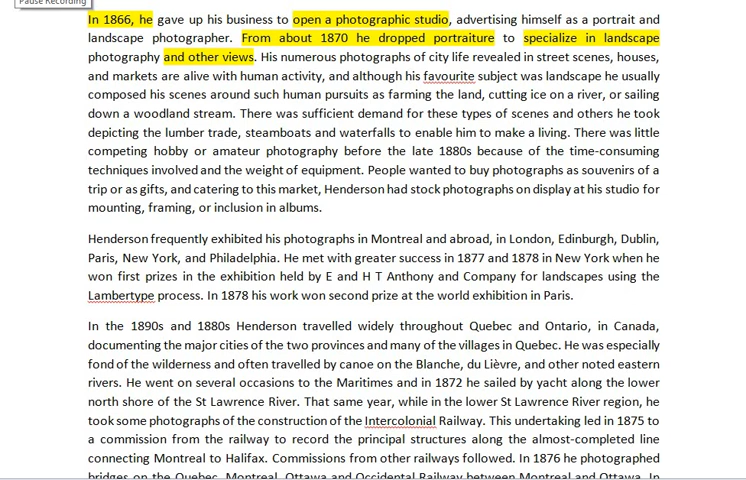 Pause Recording
In 1866, he gave up his business to open a photographic studio, advertising himself as a portrait and
landscape photographer. From about 1870 he dropped portraiture to specialize in landscape
photography and other views. His numerous photographs of city life revealed in street scenes, houses,
and markets are alive with human activity, and although his favourite subject was landscape he usually
composed his scenes around such human pursuits as farming the land, cutting ice on a river, or sailing
down a woodland stream. There was sufficient demand for these types of scenes and others he took
depicting the lumber trade, steamboats and waterfalls to enable him to make a living. There was little
competing hobby or amateur photography before the late 1880s because of the time-consuming
techniques involved and the weight of equipment. People wanted to buy photographs as souvenirs of a
trip or as gifts, and catering to this market, Henderson had stock photographs on display at his studio for
mounting, framing, or inclusion in albums.
Henderson frequently exhibited his photographs in Montreal and abroad, in London, Edinburgh, Dublin,
Paris, New York, and Philadelphia. He met with greater success in 1877 and 1878 in New York when he
won first prizes in the exhibition held by E and H T Anthony and Company for landscapes using the
Lambertype process. In 1878 his work won second prize at the world exhibition in Paris.
In the 1890s and 1880s Henderson travelled widely throughout Quebec and Ontario, in Canada,
documenting the major cities of the two provinces and many of the villages in Quebec. He was especially
fond of the wilderness and often travelled by canoe on the Blanche, du Lièvre, and other noted eastern
rivers. He went on several occasions to the Maritimes and in 1872 he sailed by yacht along the lower
north shore of the St Lawrence River. That same year, while in the lower St Lawrence River region, he
took some photographs of the construction of the Intercolonial Railway. This undertaking led in 1875 to
a commission from the railway to record the principal structures along the almost-completed line
connecting Montreal to Halifax. Commissions from other railways followed. In 1876 he photographed
bridges on the Quebec, Montreal, Ottawa and Occidental Railway between Montreal and Ottawa. In